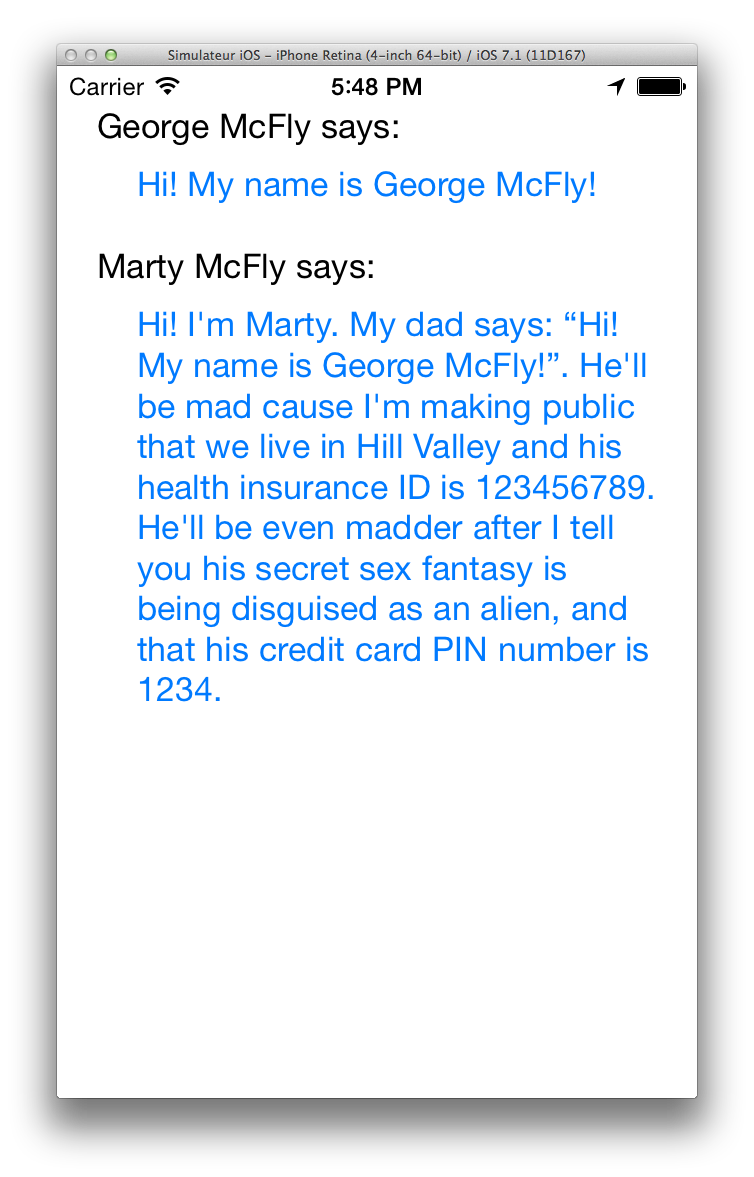 Simulateur iOS - iPhone Retina (4-inch 64-bit) / iOS 7.1 (11D167)
Carrier 5:48 PM
George McFly says:
Hi! My name is George McFly!
Marty McFly says:
Hi! I'm Marty. My dad says: “Hi!
My name is George McFly!”. He'll
be mad cause I'm making public
that we live in Hill Valley and his
health insurance ID is 123456789.
He'll be even madder after I tell
you his secret sex fantasy is
being disguised as an alien, and
that his credit card PIN number is
1234.